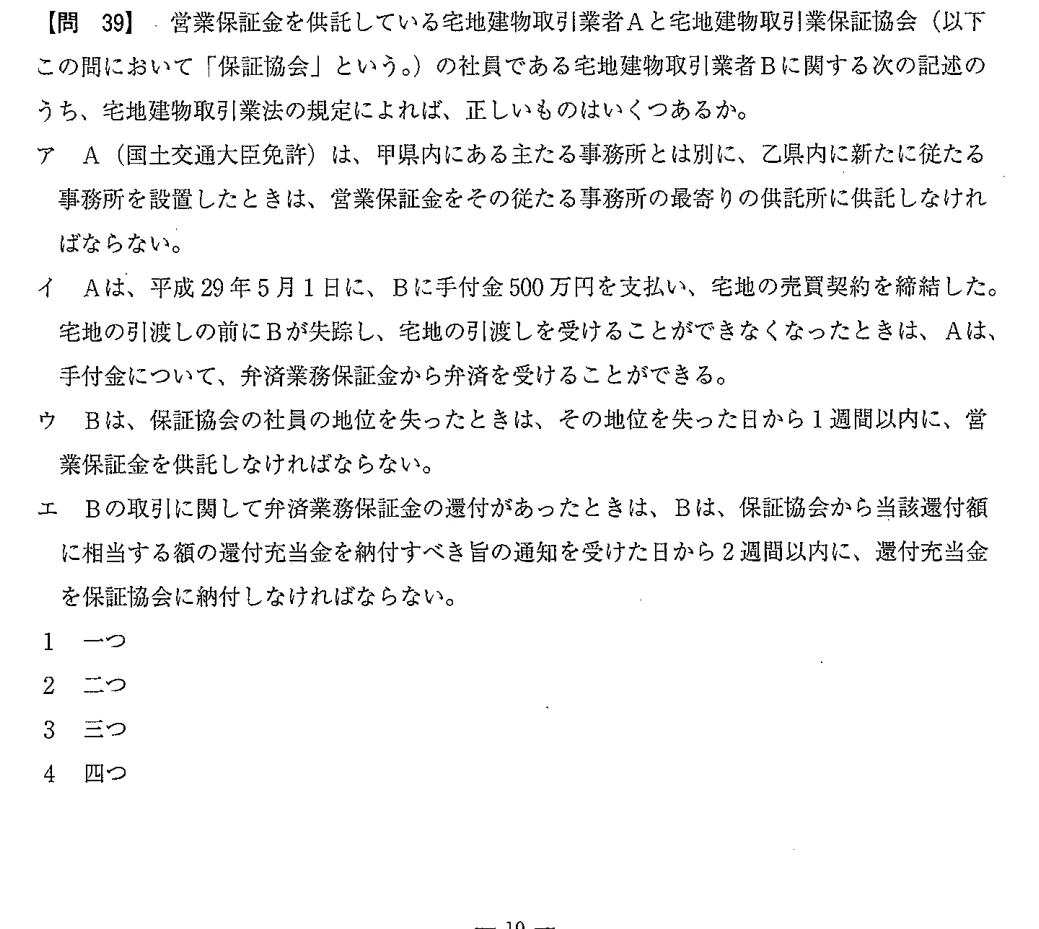 【問　39】　営業保証金を供託している宅地建物取引業者Aと宅地建物取引業保証協会（以下
この問において「保証協会」という。）の社員である宅地建物取引業者Bに関する次の記述の
うち、宅地建物取引業法の規定によれば、正しいものはいくつあるか。
ア　A（国土交通大臣免許）は、甲県内にある主たる事務所とは別に、乙県内に新たに従たる
事務所を設置したときは、営業保証金をその従たる事務所の最寄りの供託所に供託しなけれ
ばならない。
イ　Aは、平成29年5月1日に、Bに手付金500万円を支払い、宅地の売買契約を締結した。
宅地の引渡しの前にBが失踪し、宅地の引渡しを受けることができなくなったときは、Aは、
手付金について、弁済業務保証金から弁済を受けることができる。
ウ　Bは、保証協会の社員の地位を失ったときは、その地位を失った日から1週間以内に、営
業保証金を供託しなければならない。
エ　Bの取引に関して弁済業務保証金の還付があったときは、Bは、保証協会から当該還付額
に相当する額の還付充当金を納付すべき旨の通知を受けた日から2週間以内に、還付充当金
を保証協会に納付しなければならない。
1　一つ
2　二つ
3　三つ
4　四つ